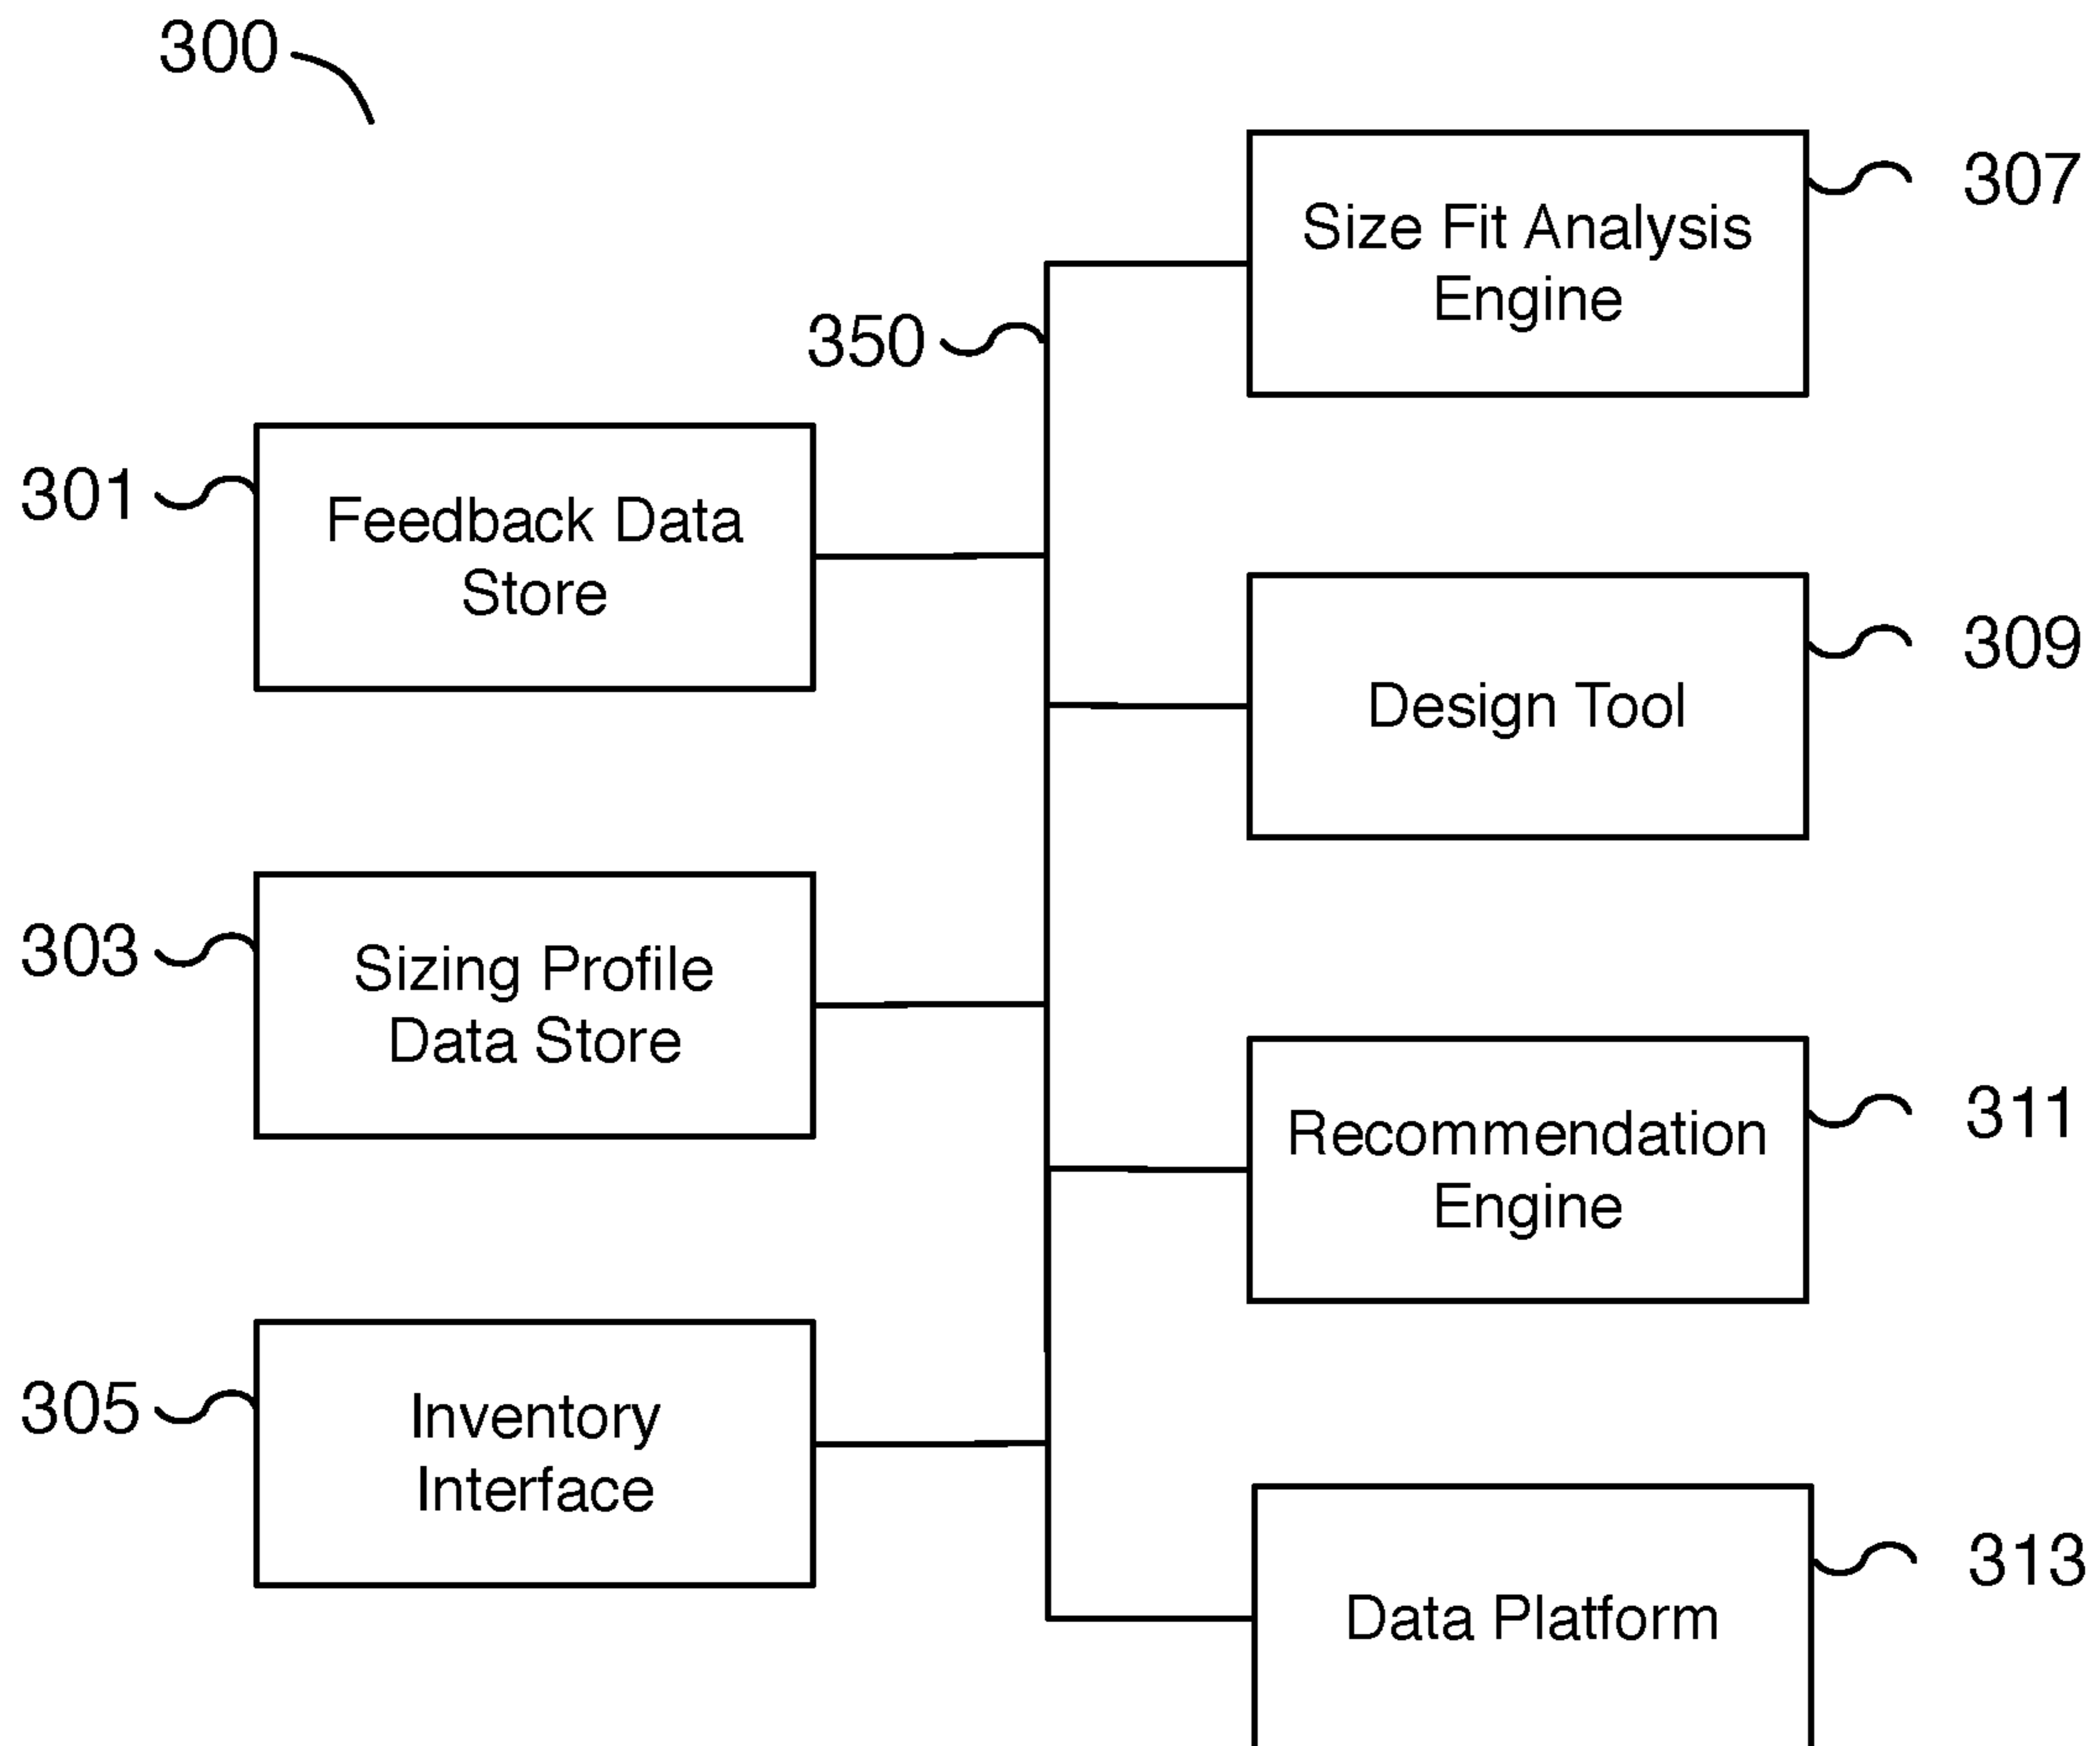 300
307
Size Fit Analysis
Engine
350
301
Feedback Data
Store
309
Design Tool
303
Sizing Profile
Data Store
311
Recommendation
Engine
305
Inventory
Interface
313
Data Platform